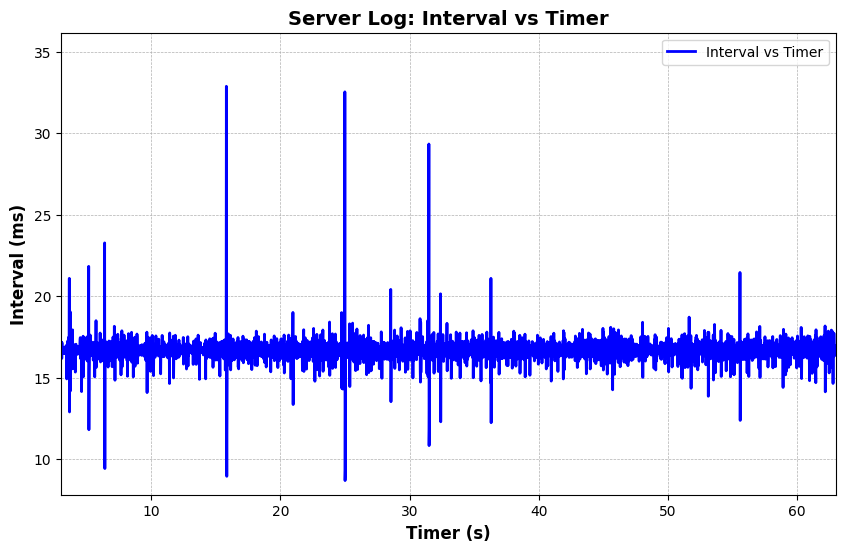 Server Log: Interval vs Timer
Interval vs Timer
35
30
25
20
15
10
Interval (ms)
10 20 30 40 50 60
Timer (s)